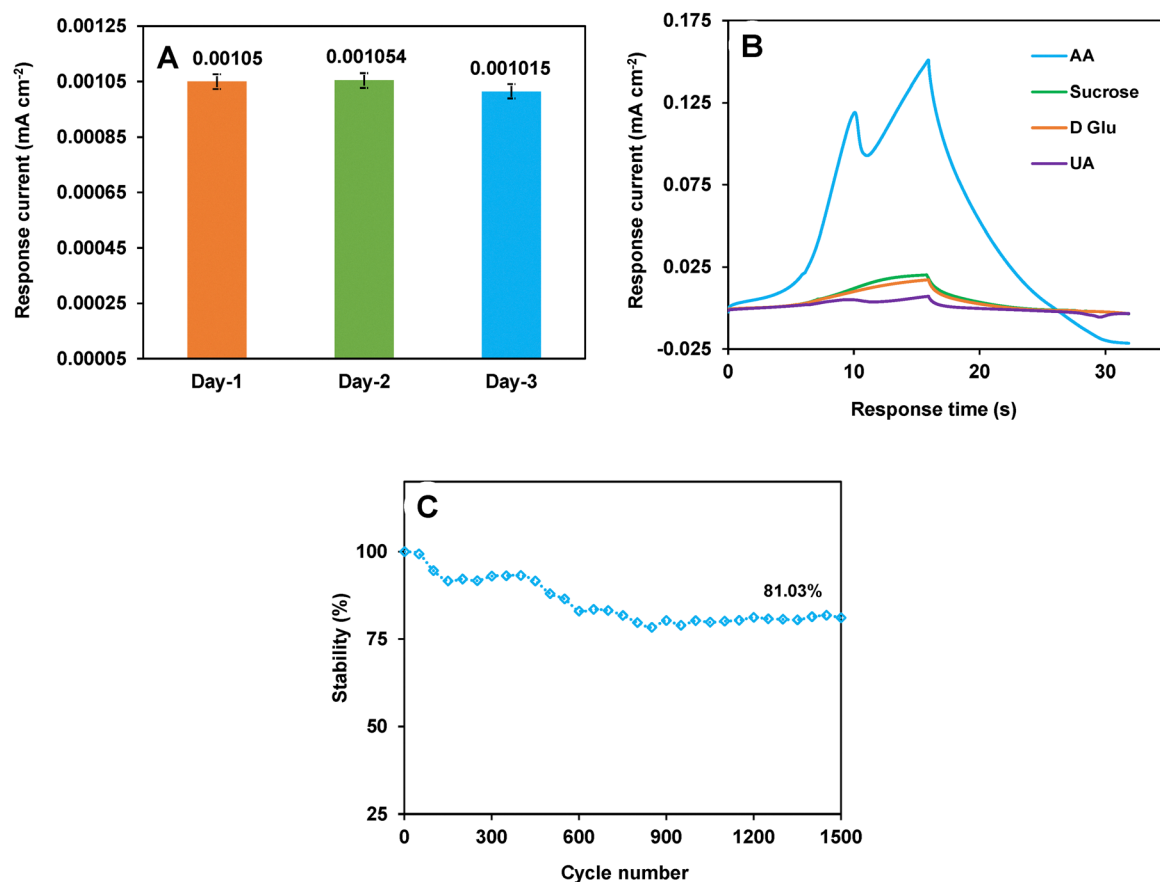 A
Response current (mA cm⁻²)
0.00125
0.00105
0.00085
0.00065
0.00045
0.00025
0.00005
0.00105
0.001054
0.001015
Day-1
Day-2
Day-3
B
Response current (mA cm⁻²)
0.175
0.125
0.075
0.025
-0.025
AA
Sucrose
D Glu
UA
0
10
20
30
Response time (s)
C
Stability (%)
100
75
50
25
81.03%
0
300
600
900
1200
1500
Cycle number